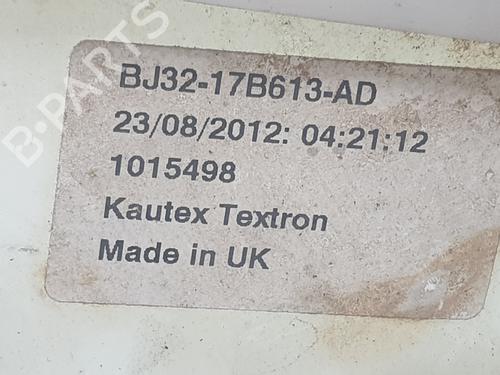 B-PARTS
BJ32-17B613-AD
23/08/2012: 04:21:12
1015498
Kautex Textron
Made in UK